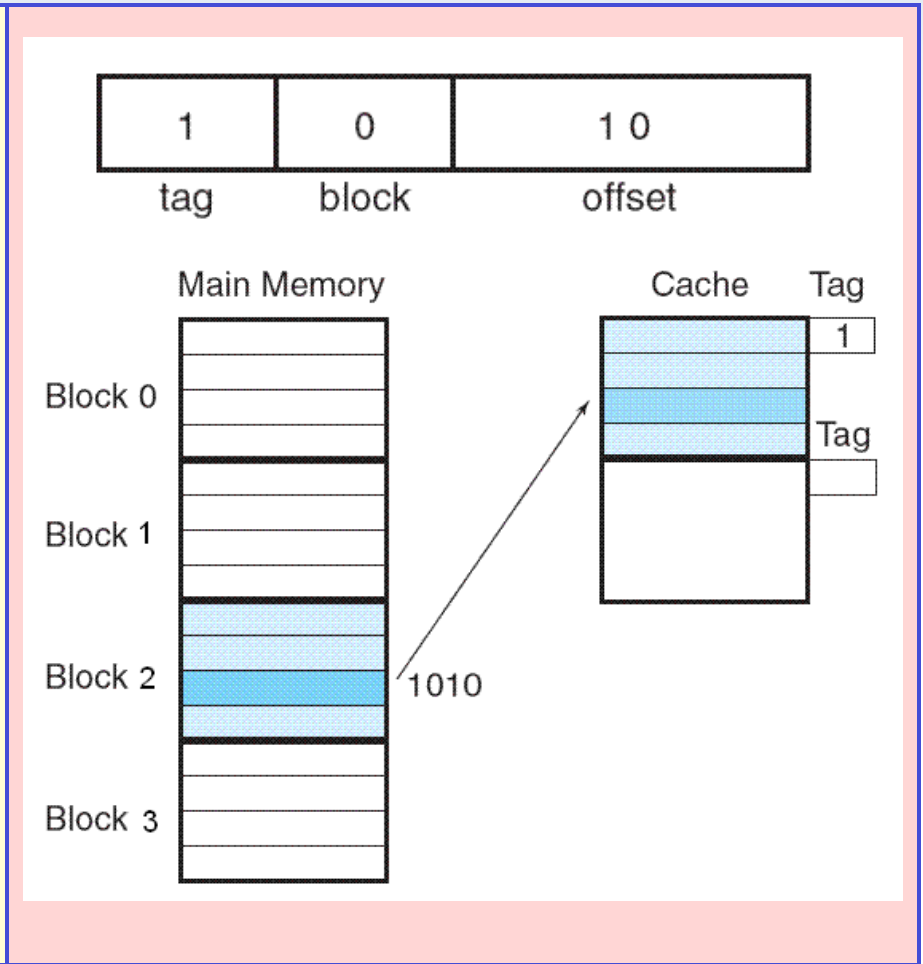 1 0 1 0
tag block offset
Main Memory Cache Tag
1
Block 0
Tag
Block 1
Block 2
1010
Block 3